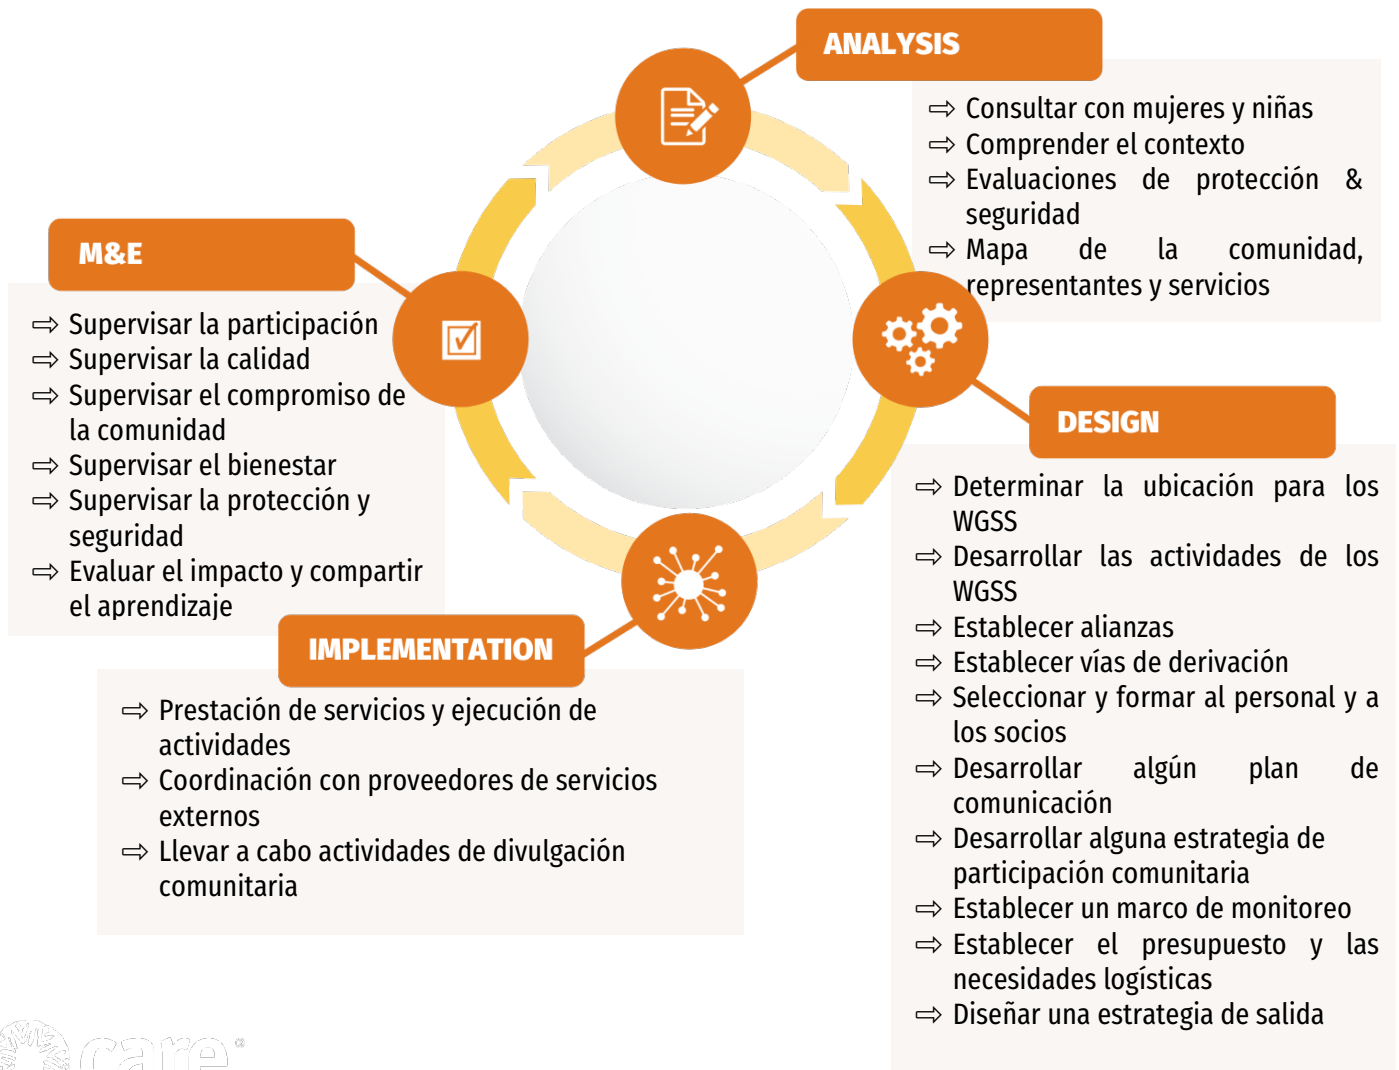 ANALYSIS
⇨ Consultar con mujeres y niñas
⇨ Comprender el contexto
⇨ Evaluaciones de protección &
seguridad
⇨ Mapa de la comunidad,
representantes y servicios
M&E
⇨ Supervisar la participación
⇨ Supervisar la calidad
⇨ Supervisar el compromiso de
la comunidad
⇨ Supervisar el bienestar
⇨ Supervisar la protección y
seguridad
⇨ Evaluar el impacto y compartir
el aprendizaje
DESIGN
⇨ Determinar la ubicación para los
WGSS
⇨ Desarrollar las actividades de los
WGSS
⇨ Establecer alianzas
⇨ Establecer vías de derivación
⇨ Seleccionar y formar al personal y a
los socios
⇨ Desarrollar algún plan de
comunicación
⇨ Desarrollar alguna estrategia de
participación comunitaria
⇨ Establecer un marco de monitoreo
⇨ Establecer el presupuesto y las
necesidades logísticas
⇨ Diseñar una estrategia de salida
IMPLEMENTATION
⇨ Prestación de servicios y ejecución de
actividades
⇨ Coordinación con proveedores de servicios
externos
⇨ Llevar a cabo actividades de divulgación
comunitaria
care®